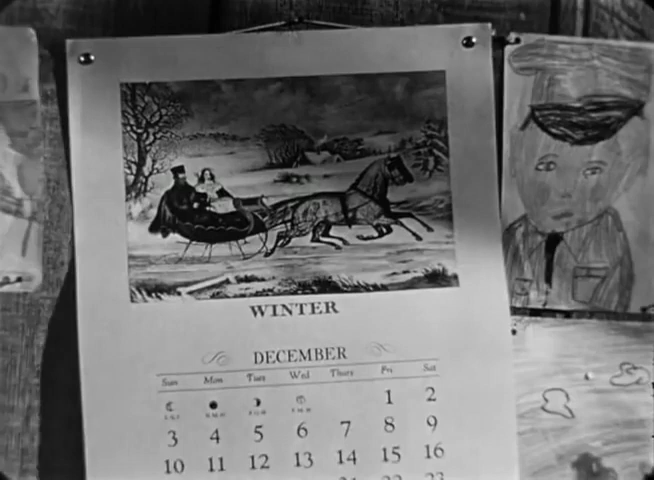 WINTER
DECEMBER
Sun Mon Tues Wed Thurs Fri Sat
1 2
3 4 5 6 7 8 9
10 11 12 13 14 15 16